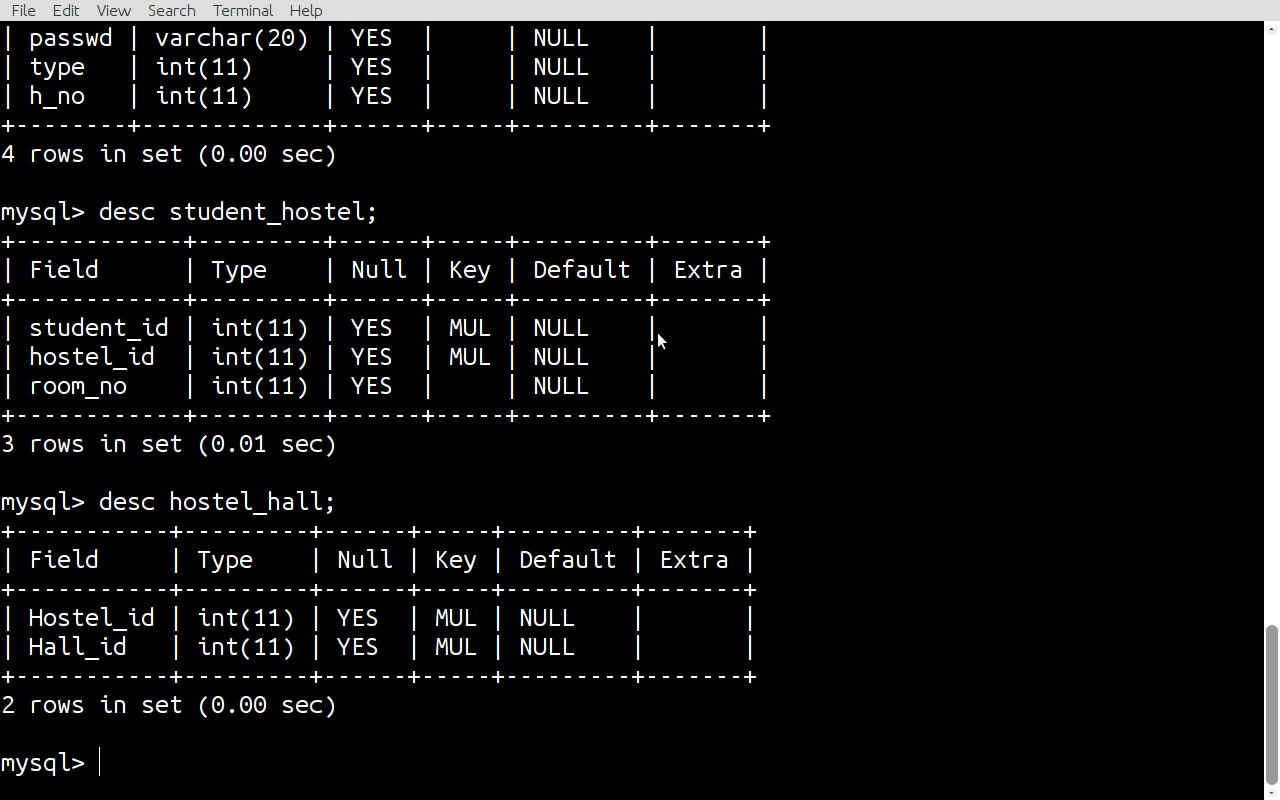 File Edit View Search Terminal Help
| passwd | varchar(20) | YES  |     | NULL    |       |
| type   | int(11)     | YES  |     | NULL    |       |
| h_no   | int(11)     | YES  |     | NULL    |       |
+--------+-------------+------+-----+---------+-------+
4 rows in set (0.00 sec)
mysql> desc student_hostel;
+------------+---------+------+-----+---------+-------+
| Field      | Type    | Null | Key | Default | Extra |
+------------+---------+------+-----+---------+-------+
| student_id | int(11) | YES  | MUL | NULL    |       |
| hostel_id  | int(11) | YES  | MUL | NULL    |       |
| room_no    | int(11) | YES  |     | NULL    |       |
+------------+---------+------+-----+---------+-------+
3 rows in set (0.01 sec)
mysql> desc hostel_hall;
+-----------+---------+------+-----+---------+-------+
| Field     | Type    | Null | Key | Default | Extra |
+-----------+---------+------+-----+---------+-------+
| Hostel_id | int(11) | YES  | MUL | NULL    |       |
| Hall_id   | int(11) | YES  | MUL | NULL    |       |
+-----------+---------+------+-----+---------+-------+
2 rows in set (0.00 sec)
mysql>